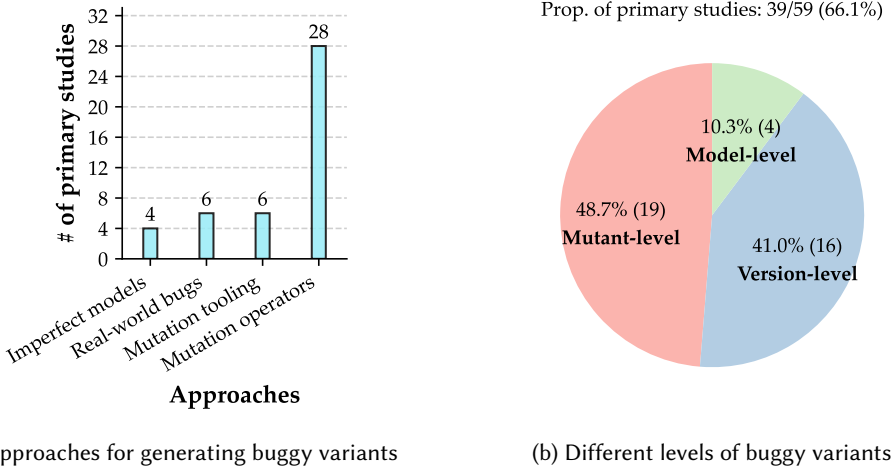 # of primary studies
32
28
24
20
16
12
8
4
0
4
6
6
28
Imperfect models
Real-world bugs
Mutation tooling
Mutation operators
Approaches
pproaches for generating buggy variants
Prop. of primary studies: 39/59 (66.1%)
10.3% (4)
Model-level
48.7% (19)
Mutant-level
41.0% (16)
Version-level
(b) Different levels of buggy variants